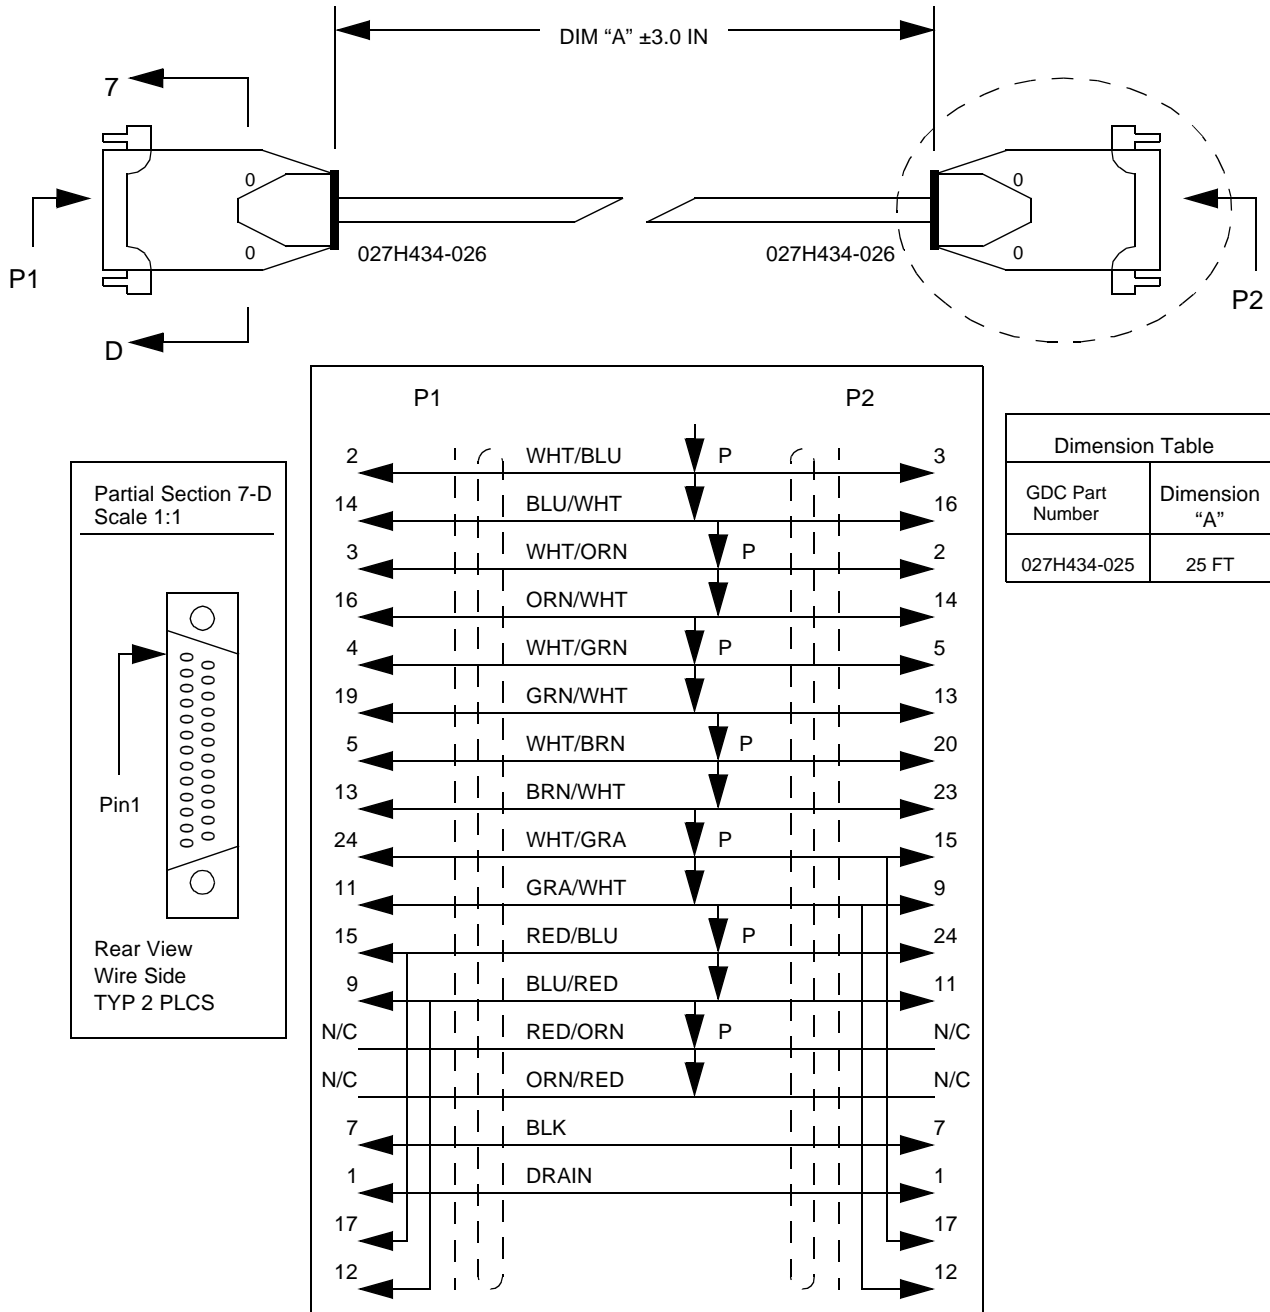 DIM “A” ±3.0 IN
7
0
0
0
0
027H434-026
027H434-026
P1
P2
D
P1
P2
2 WHT/BLU P 3
14 BLU/WHT 16
3 WHT/ORN P 2
16 ORN/WHT 14
4 WHT/GRN P 5
19 GRN/WHT 13
5 WHT/BRN P 20
13 BRN/WHT 23
24 WHT/GRA P 15
11 GRA/WHT 9
15 RED/BLU P 24
9 BLU/RED 11
N/C RED/ORN P N/C
N/C ORN/RED N/C
7 BLK 7
1 DRAIN 1
17 17
12 12
Partial Section 7-D
Scale 1:1
Pin1
Rear View
Wire Side
TYP 2 PLCS
Dimension Table
GDC Part
Number
Dimension
“A”
027H434-025 25 FT